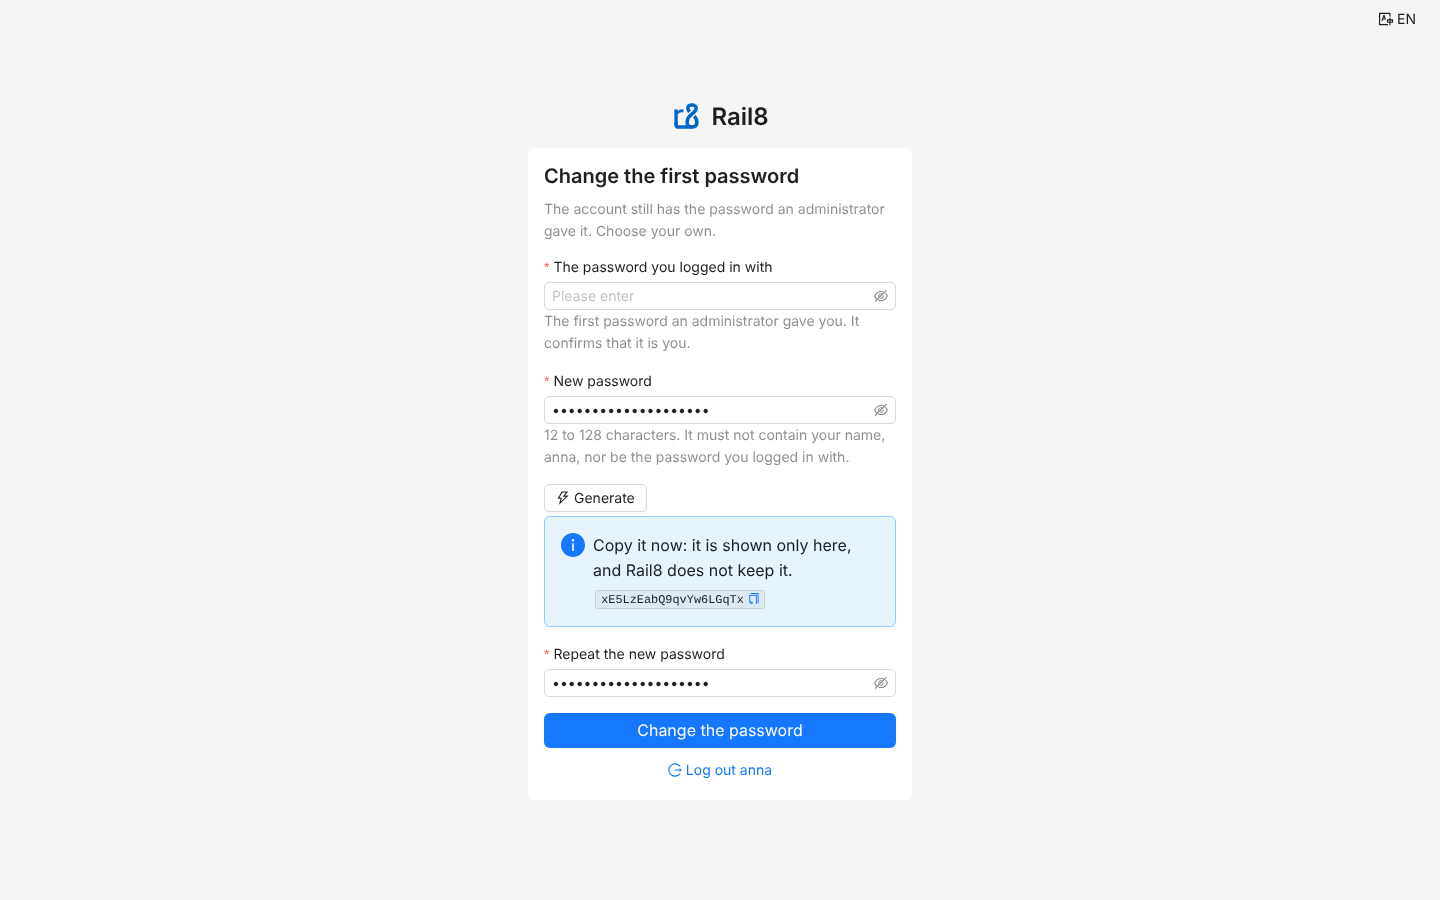 EN
Rail8
Change the first password
The account still has the password an administrator
gave it. Choose your own.
* The password you logged in with
Please enter
The first password an administrator gave you. It
confirms that it is you.
* New password
••••••••••••••••••••
12 to 128 characters. It must not contain your name,
anna, nor be the password you logged in with.
Generate
Copy it now: it is shown only here,
and Rail8 does not keep it.
xE5LzEabQ9qvYw6LGqTx
* Repeat the new password
••••••••••••••••••••
Change the password
Log out anna